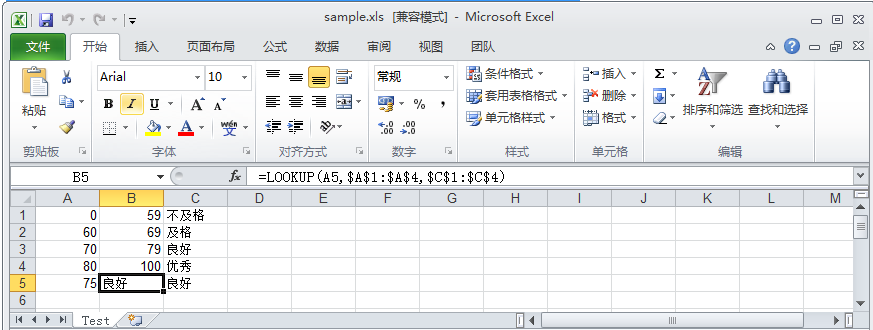 sample.xls [兼容模式] - Microsoft Excel
文件 开始 插入 页面布局 公式 数据 审阅 视图 团队
Arial 10 常规 条件格式 插入 Σ
粘贴 B I U A A % , 套用表格格式 删除 排序和筛选 查找和选择
wén 文 .00 .0 单元格样式 格式
剪贴板 字体 对齐方式 数字 样式 单元格 编辑
B5 fx =LOOKUP(A5,$A$1:$A$4,$C$1:$C$4)
A B C D E F G H I J K L M
1 0 59 不及格
2 60 69 及格
3 70 79 良好
4 80 100 优秀
5 75 良好 良好
6
Test